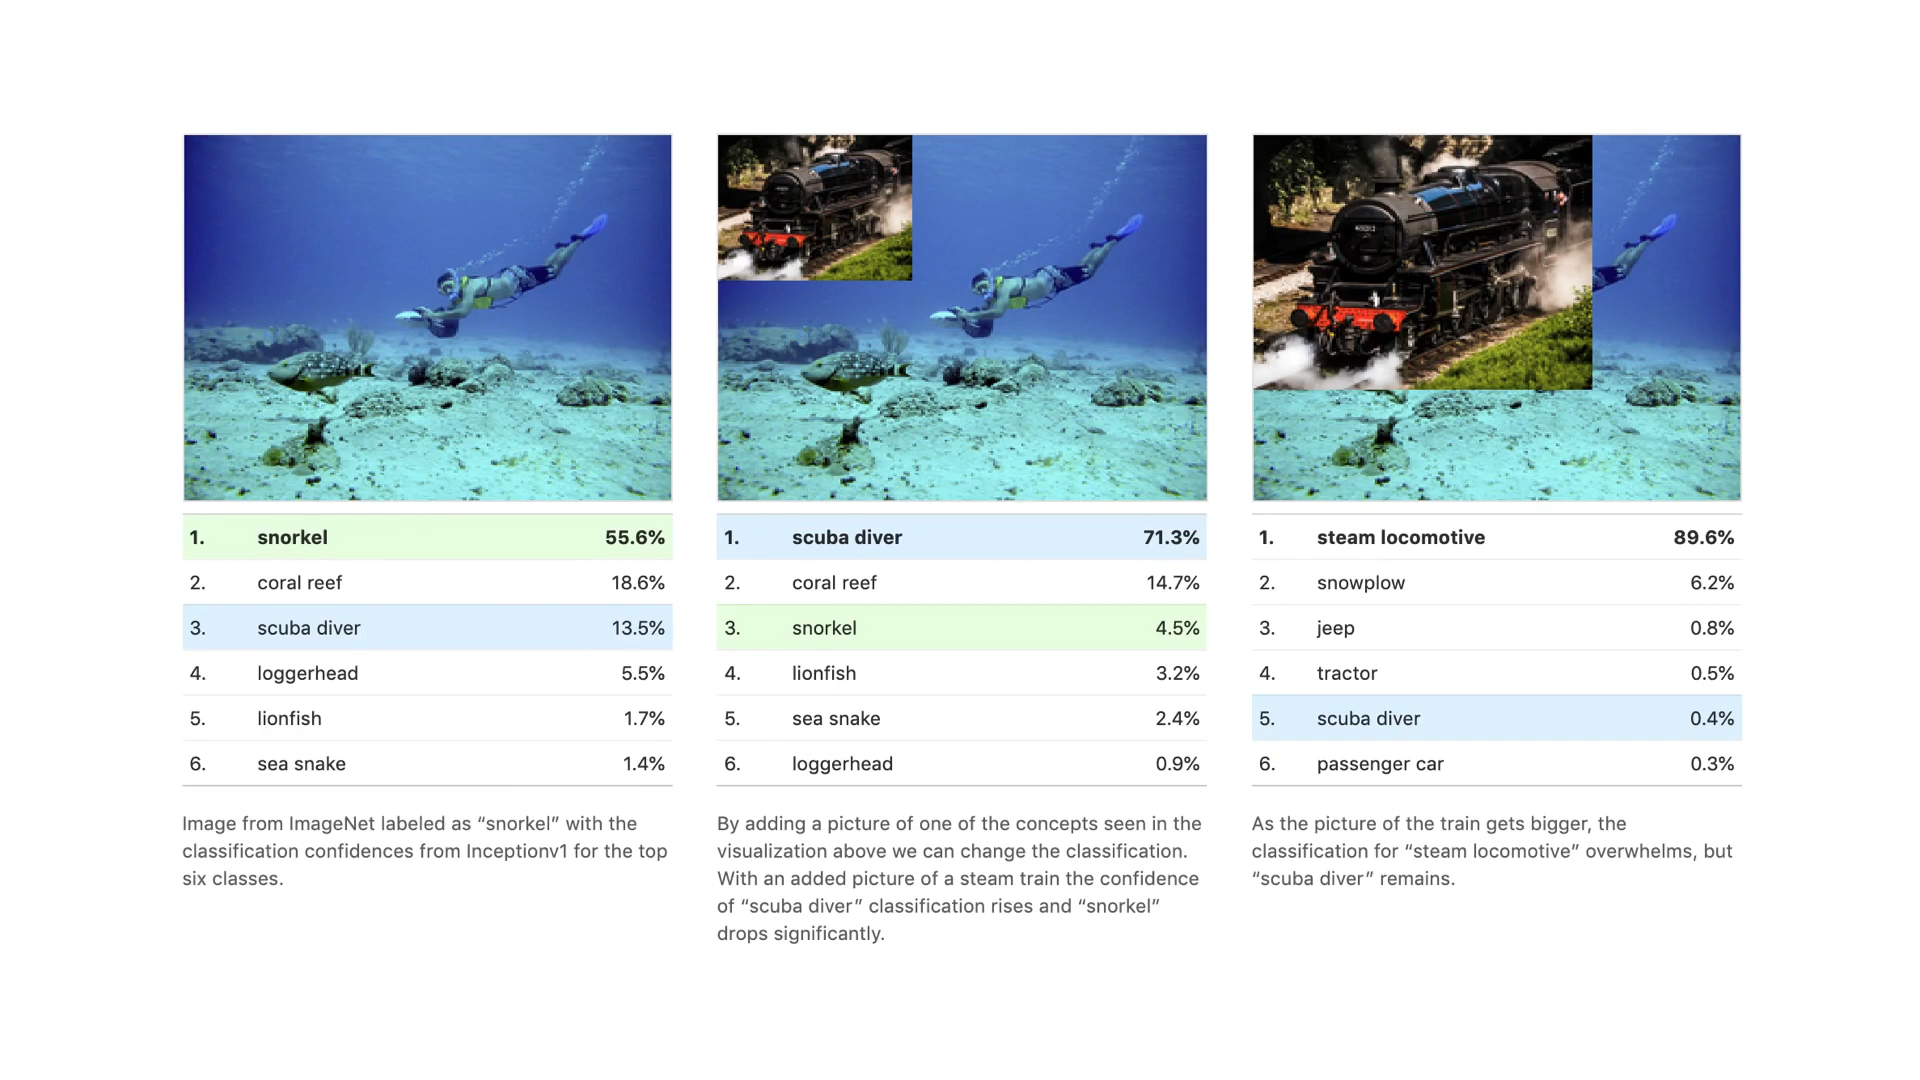 1. snorkel 55.6%
2. coral reef 18.6%
3. scuba diver 13.5%
4. loggerhead 5.5%
5. lionfish 1.7%
6. sea snake 1.4%
Image from ImageNet labeled as “snorkel” with the
classification confidences from Inceptionv1 for the top
six classes.
1. scuba diver 71.3%
2. coral reef 14.7%
3. snorkel 4.5%
4. lionfish 3.2%
5. sea snake 2.4%
6. loggerhead 0.9%
By adding a picture of one of the concepts seen in the
visualization above we can change the classification.
With an added picture of a steam train the confidence
of “scuba diver” classification rises and “snorkel”
drops significantly.
1. steam locomotive 89.6%
2. snowplow 6.2%
3. jeep 0.8%
4. tractor 0.5%
5. scuba diver 0.4%
6. passenger car 0.3%
As the picture of the train gets bigger, the
classification for “steam locomotive” overwhelms, but
“scuba diver” remains.